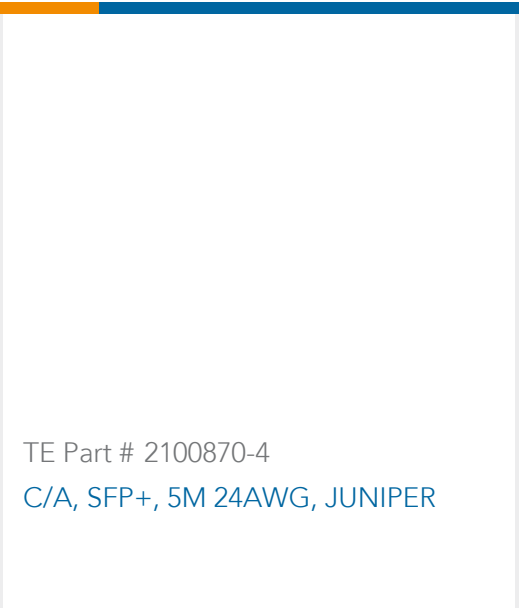 TE Part # 2100870-4
C/A, SFP+, 5M 24AWG, JUNIPER